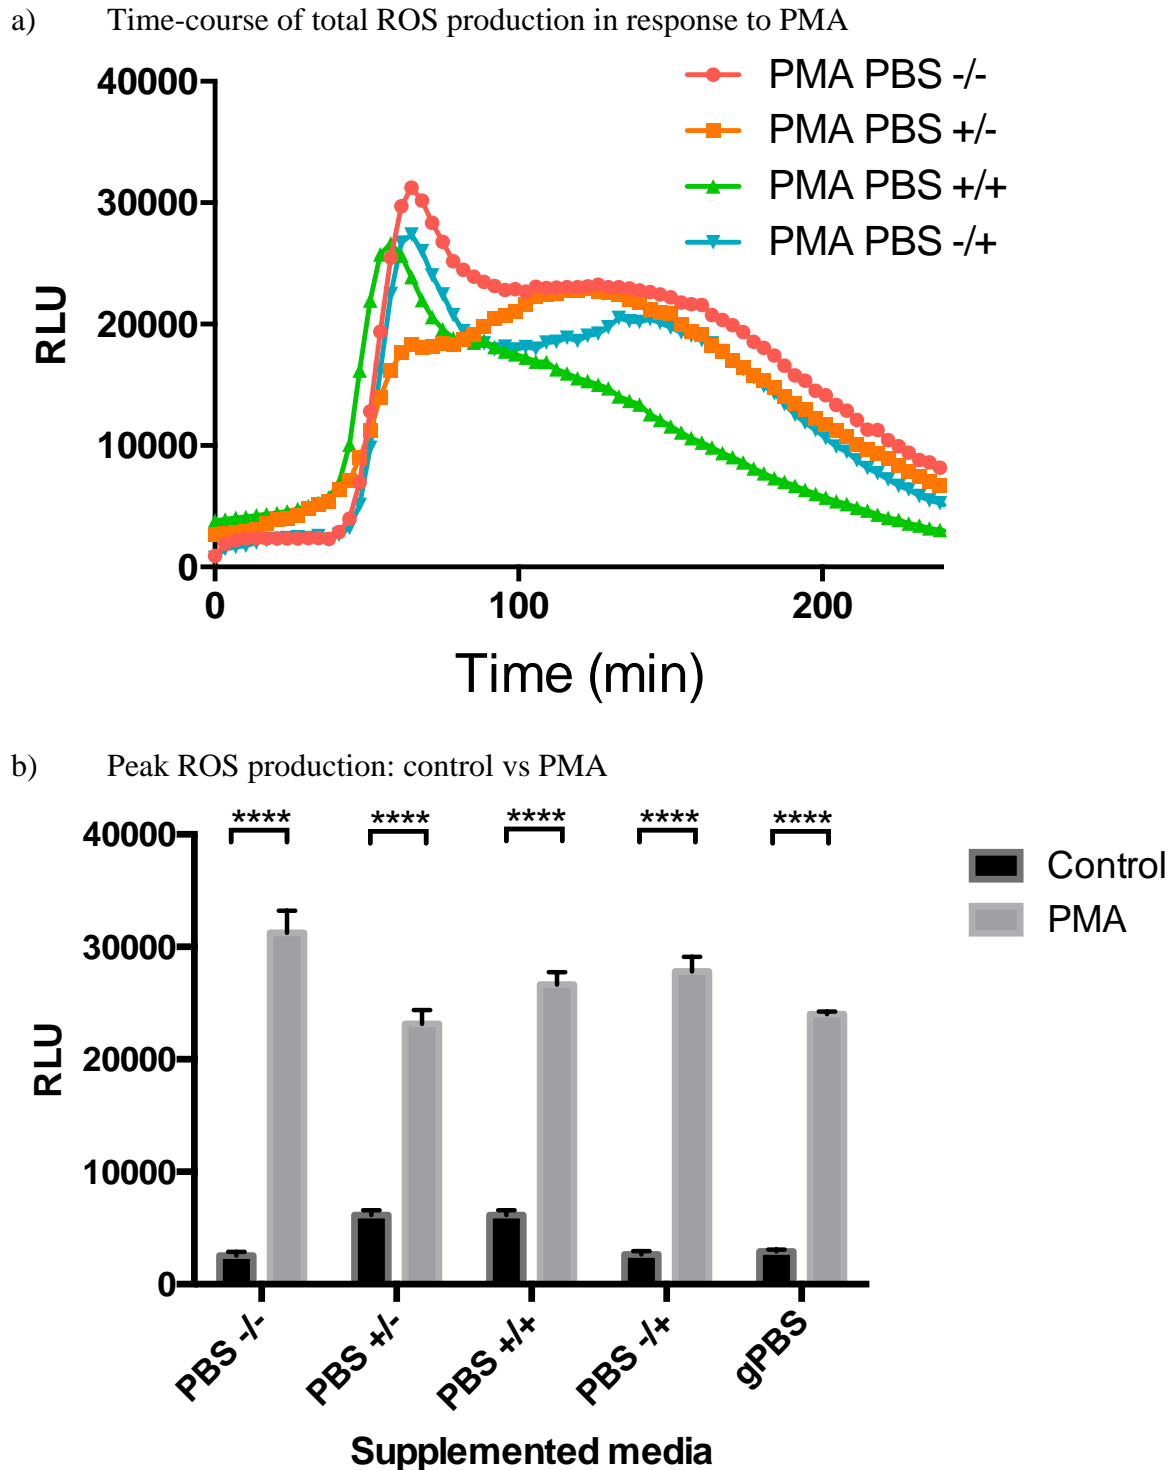 a) Time-course of total ROS production in response to PMA
PMA PBS -/-
PMA PBS +/-
PMA PBS +/+
PMA PBS -/+
40000
30000
20000
10000
0
RLU
0 100 200
Time (min)
b) Peak ROS production: control vs PMA
**** **** **** **** ****
Control
PMA
40000
30000
20000
10000
0
RLU
PBS -/- PBS +/- PBS +/+ PBS -/+ gPBS
Supplemented media